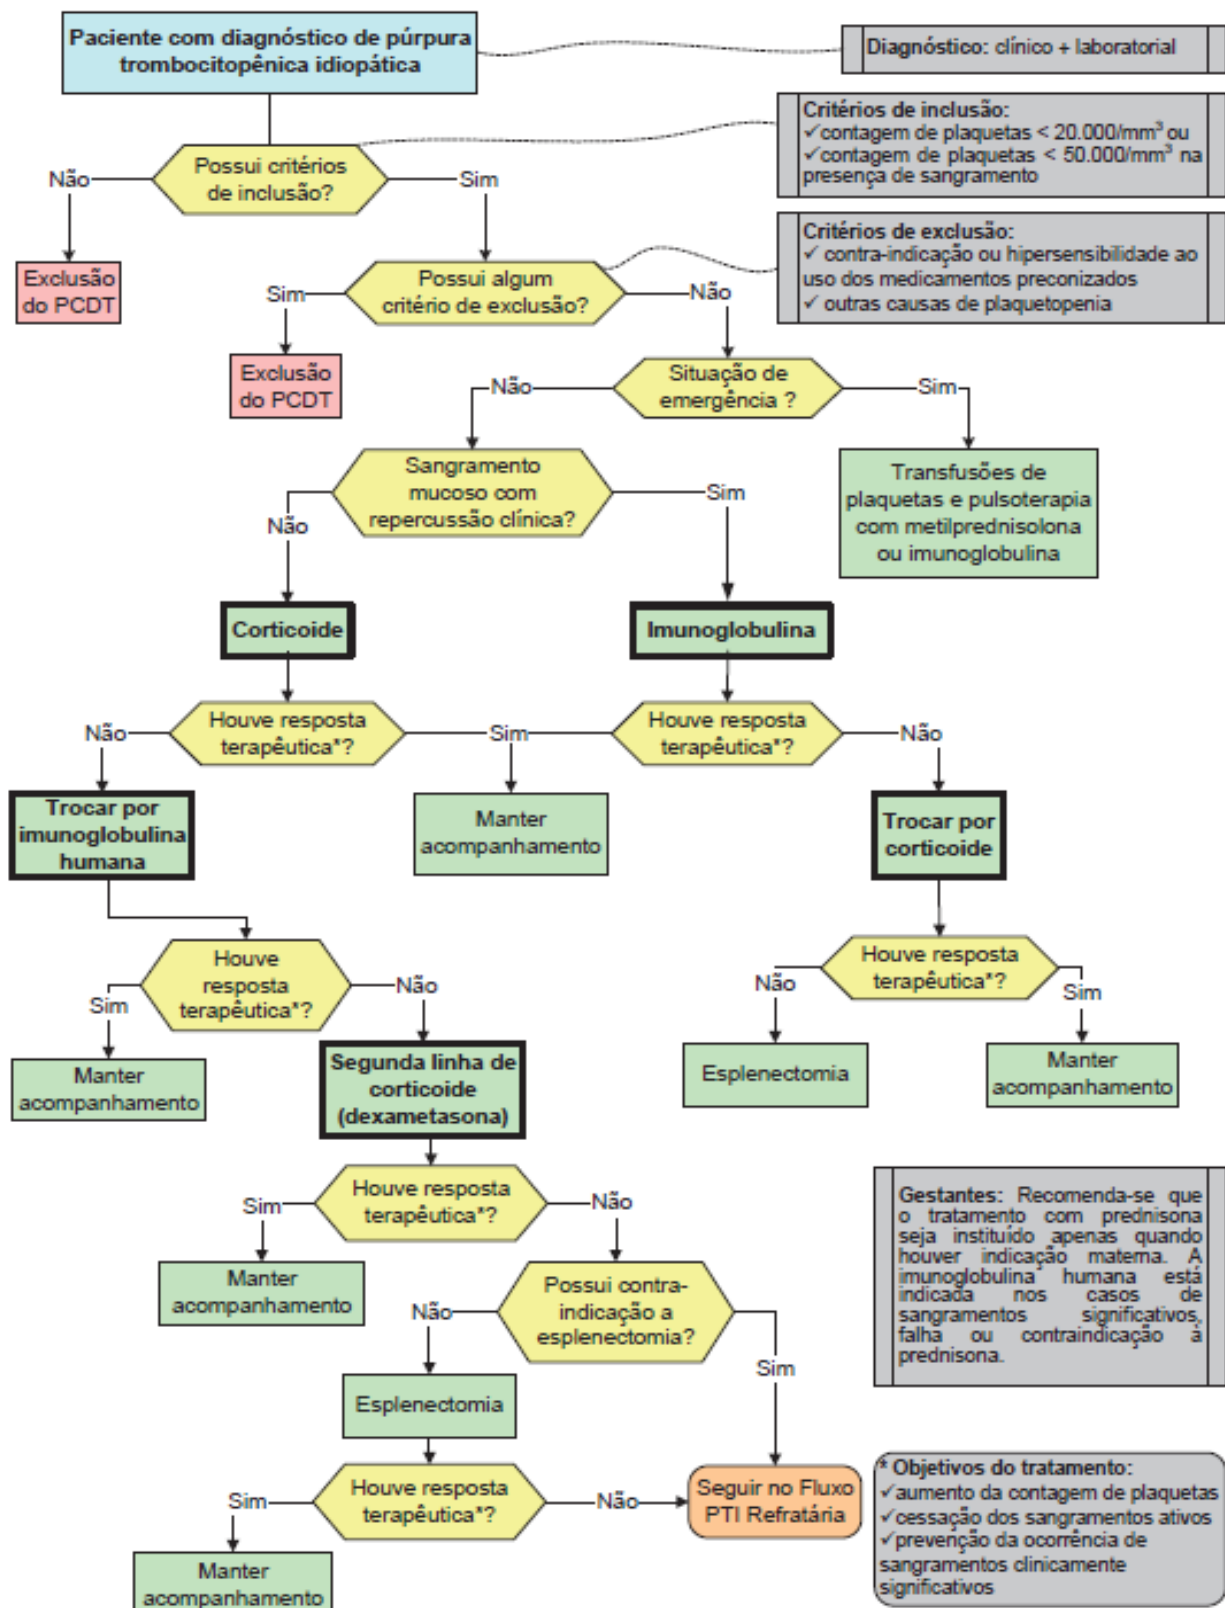 Paciente com diagnóstico de púrpura
trombocitopênica idiopática
Diagnóstico: clínico + laboratorial
Critérios de inclusão:
✓contagem de plaquetas < 20.000/mm³ ou
✓contagem de plaquetas < 50.000/mm³ na
presença de sangramento
Possui critérios
de inclusão?
Não
Sim
Critérios de exclusão:
✓ contra-indicação ou hipersensibilidade ao
uso dos medicamentos preconizados
✓ outras causas de plaquetopenia
Exclusão
do PCDT
Possui algum
critério de exclusão?
Sim
Não
Exclusão
do PCDT
Situação de
emergência ?
Não
Sim
Sangramento
mucoso com
repercussão clínica?
Não
Sim
Transfusões de
plaquetas e pulsoterapia
com metilprednisolona
ou imunoglobulina
Corticoide
Imunoglobulina
Houve resposta
terapêutica*?
Não
Sim
Houve resposta
terapêutica*?
Não
Trocar por
imunoglobulina
humana
Manter
acompanhamento
Trocar por
corticoide
Houve
resposta
terapêutica*?
Sim
Não
Houve resposta
terapêutica*?
Não
Sim
Manter
acompanhamento
Segunda linha de
corticoide
(dexametasona)
Esplenectomia
Manter
acompanhamento
Houve resposta
terapêutica*?
Sim
Não
Gestantes: Recomenda-se que
o tratamento com prednisona
seja instituído apenas quando
houver indicação materna. A
imunoglobulina humana está
indicada nos casos de
sangramentos significativos,
falha ou contraindicação à
prednisona.
Manter
acompanhamento
Possui contra-
indicação a
esplenectomia?
Não
Sim
Esplenectomia
Houve resposta
terapêutica*?
Sim
Não
Seguir no Fluxo
PTI Refratária
* Objetivos do tratamento:
✓aumento da contagem de plaquetas
✓cessação dos sangramentos ativos
✓prevenção da ocorrência de
sangramentos clinicamente
significativos
Manter
acompanhamento